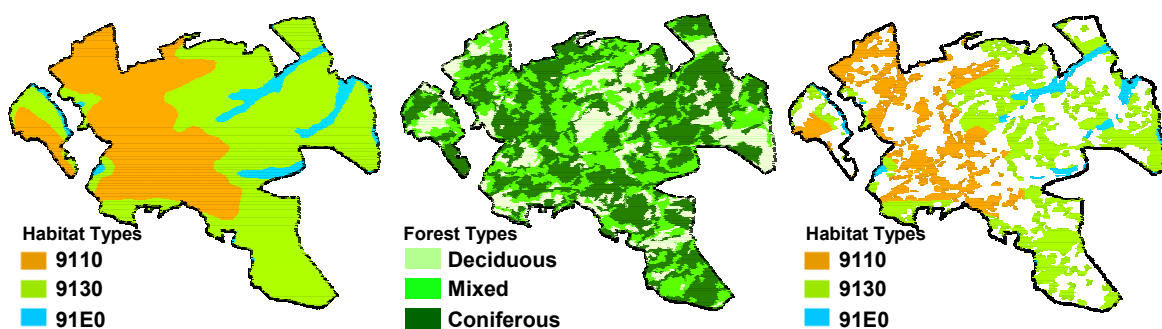 Habitat Types
9110
9130
91E0
Forest Types
Deciduous
Mixed
Coniferous
Habitat Types
9110
9130
91E0